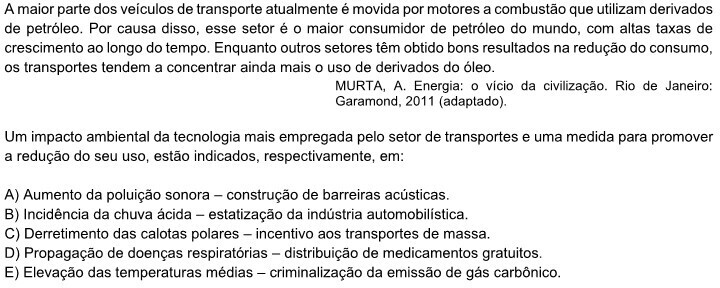 A maior parte dos veículos de transporte atualmente é movida por motores a combustão que utilizam derivados
de petróleo. Por causa disso, esse setor é o maior consumidor de petróleo do mundo, com altas taxas de
crescimento ao longo do tempo. Enquanto outros setores têm obtido bons resultados na redução do consumo,
os transportes tendem a concentrar ainda mais o uso de derivados do óleo.
MURTA, A. Energia: o vício da civilização. Rio de Janeiro:
Garamond, 2011 (adaptado).
Um impacto ambiental da tecnologia mais empregada pelo setor de transportes e uma medida para promover
a redução do seu uso, estão indicados, respectivamente, em:
A) Aumento da poluição sonora – construção de barreiras acústicas.
B) Incidência da chuva ácida – estatização da indústria automobilística.
C) Derretimento das calotas polares – incentivo aos transportes de massa.
D) Propagação de doenças respiratórias – distribuição de medicamentos gratuitos.
E) Elevação das temperaturas médias – criminalização da emissão de gás carbônico.